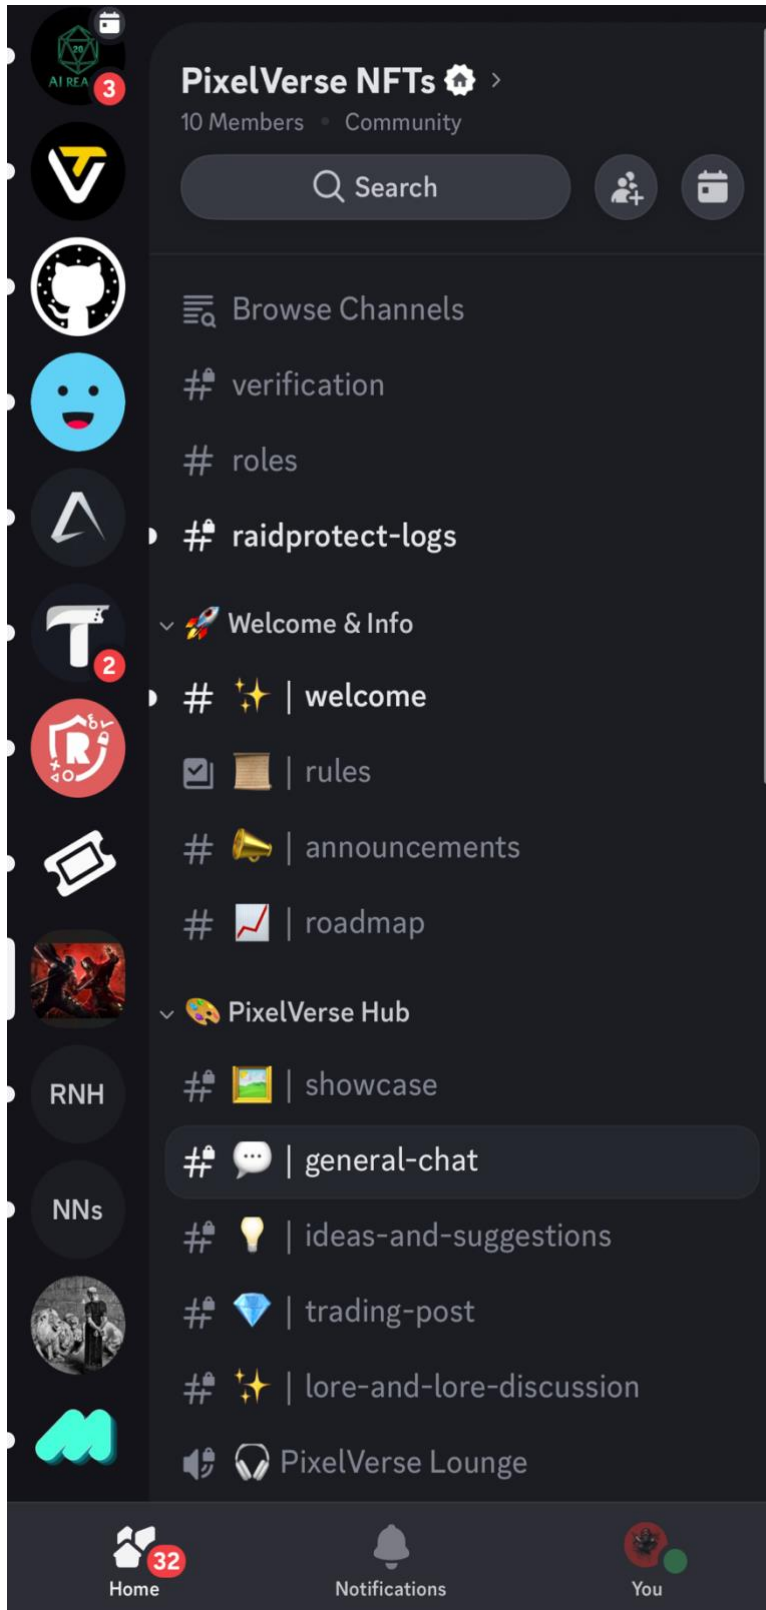 20
AI REA
3
PixelVerse NFTs
10 Members • Community
Search
Browse Channels
verification
roles
raidprotect-logs
T
2
🚀 Welcome & Info
✨ | welcome
R
📜 | rules
📣 | announcements
📈 | roadmap
🎨 PixelVerse Hub
RNH
🖼️ | showcase
💬 | general-chat
NNs
💡 | ideas-and-suggestions
💎 | trading-post
✨ | lore-and-lore-discussion
🎧 PixelVerse Lounge
32
Home
Notifications
You